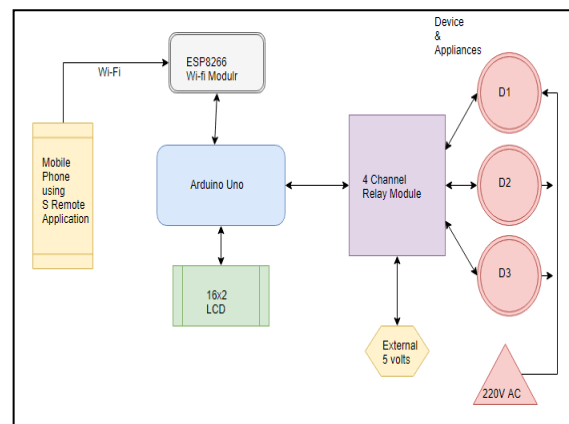 Device
&
Appliances
ESP8266
Wi-fi Modulr
Wi-Fi
D1
Mobile
Phone
using
S Remote
Application
Arduino Uno
4 Channel
Relay Module
D2
D3
16x2
LCD
External
5 volts
220V AC